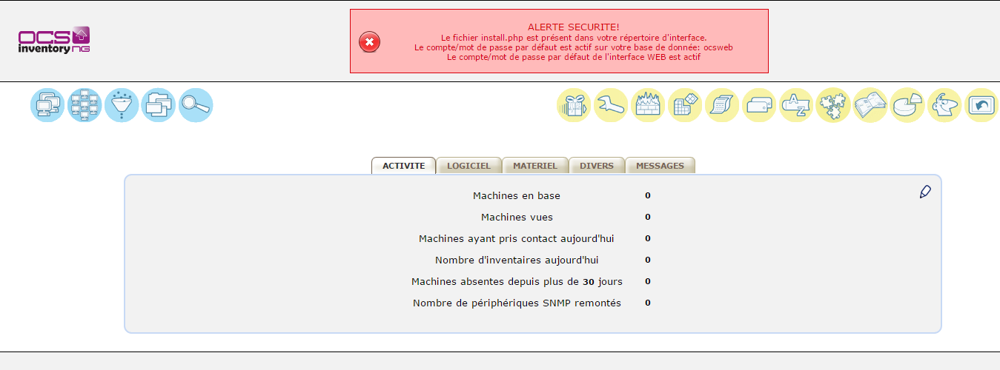 OCS
inventory NG
ALERTE SECURITE!
Le fichier install.php est présent dans votre répertoire d'interface.
Le compte/mot de passe par défaut est actif sur votre base de donnée: ocsweb
Le compte/mot de passe par défaut de l'interface WEB est actif
A
Z
ACTIVITE LOGICIEL MATERIEL DIVERS MESSAGES
Machines en base 0
Machines vues 0
Machines ayant pris contact aujourd'hui 0
Nombre d'inventaires aujourd'hui 0
Machines absentes depuis plus de 30 jours 0
Nombre de périphériques SNMP remontés 0